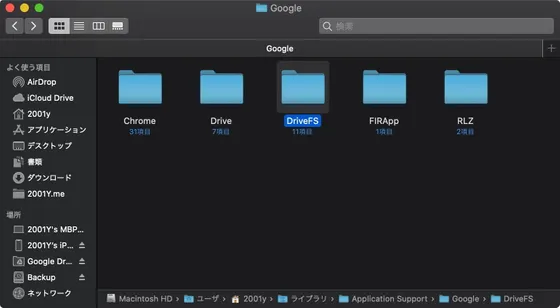 Google
検索
Google
よく使う項目
AirDrop
iCloud Drive
2001y
アプリケーション
デスクトップ
書類
ダウンロード
2001Y.me
場所
2001Y's MBP...
2001Y's iP...
Google Dr...
Backup
ネットワーク
Chrome
31項目
Drive
7項目
DriveFS
11項目
FIRApp
1項目
RLZ
2項目
Macintosh HD ▸ ユーザ ▸ 2001y ▸ ライブラリ ▸ Application Support ▸ Google ▸ DriveFS